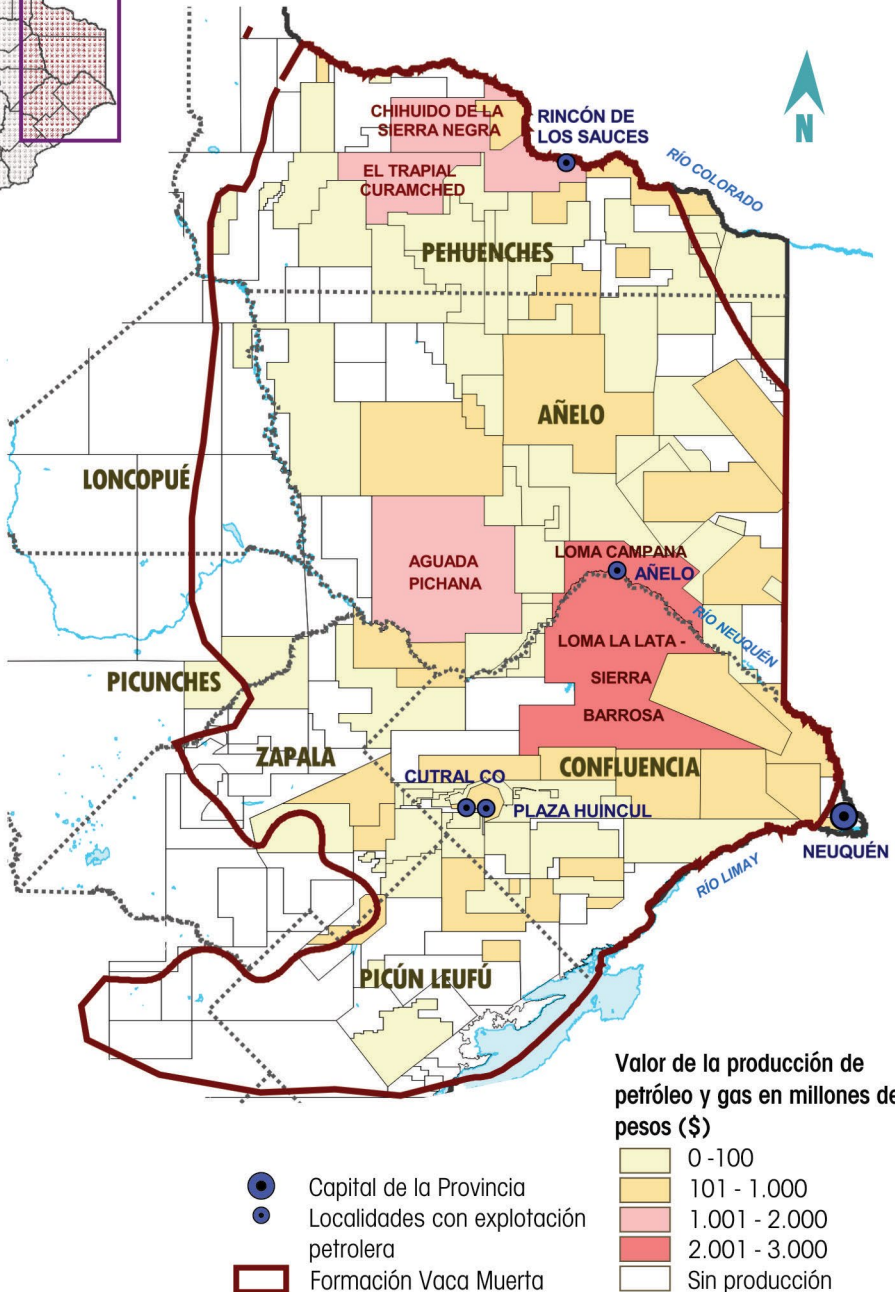 N
CHIHUIDO DE LA
SIERRA NEGRA
RINCÓN DE
LOS SAUCES
RÍO COLORADO
EL TRAPIAL
CURAMCHED
PEHUENCHES
AÑELO
LONCOPUÉ
AGUADA
PICHANA
LOMA CAMPANA
AÑELO
RÍO NEUQUÉN
LOMA LA LATA -
SIERRA
BARROSA
PICUNCHES
ZAPALA
CONFLUENCIA
CUTRAL CO
PLAZA HUINCUL
NEUQUÉN
RÍO LIMAY
PICÚN LEUFÚ
Valor de la producción de
petróleo y gas en millones de
pesos ($)
0 -100
101 - 1.000
1.001 - 2.000
2.001 - 3.000
Sin producción
Capital de la Provincia
Localidades con explotación
petrolera
Formación Vaca Muerta